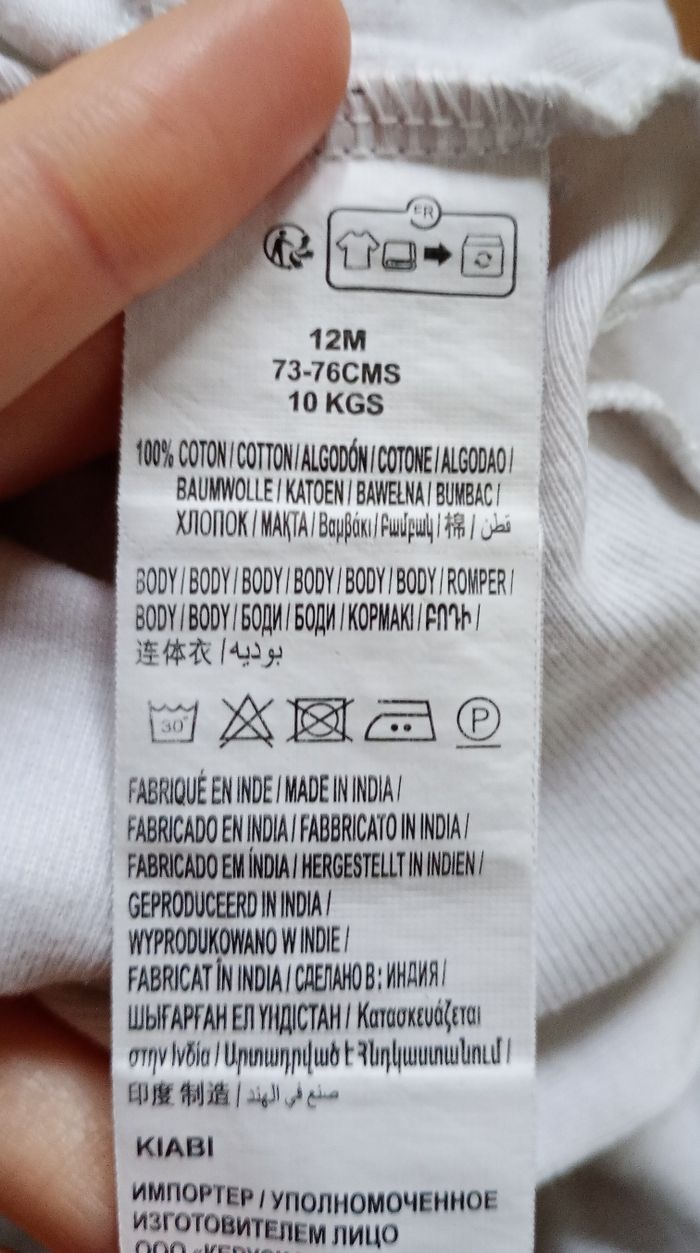 FR
12M
73-76CMS
10 KGS
100% COTON / COTTON / ALGODÓN / COTONE / ALGODAO /
BAUMWOLLE / KATOEN / BAWEŁNA / BUMBAC /
ХЛОПОК / МАҚТА / Βαμβάκι / Բամբակ / 棉 / قطن
BODY / BODY / BODY / BODY / BODY / BODY / ROMPER /
BODY / BODY / БОДИ / БОДИ / ΚΟΡΜΑΚΙ / ԲՈԴԻ /
连体衣 / بوديه
30°
P
FABRIQUÉ EN INDE / MADE IN INDIA /
FABRICADO EN INDIA / FABBRICATO IN INDIA /
FABRICADO EM ÍNDIA / HERGESTELLT IN INDIEN /
GEPRODUCEERD IN INDIA /
WYPRODUKOWANO W INDIE /
FABRICAT ÎN INDIA / СДЕЛАНО В: ИНДИЯ /
ШЫҒАРҒАН ЕЛ ҮНДІСТАН / Κατασκευάζεται
στην Ινδία / Արտադրված է Հնդկաստանում /
印度 制造 / صنع في الهند
KIABI
ИМПОРТЕР / УПОЛНОМОЧЕННОЕ
ИЗГОТОВИТЕЛЕМ ЛИЦО
ООО